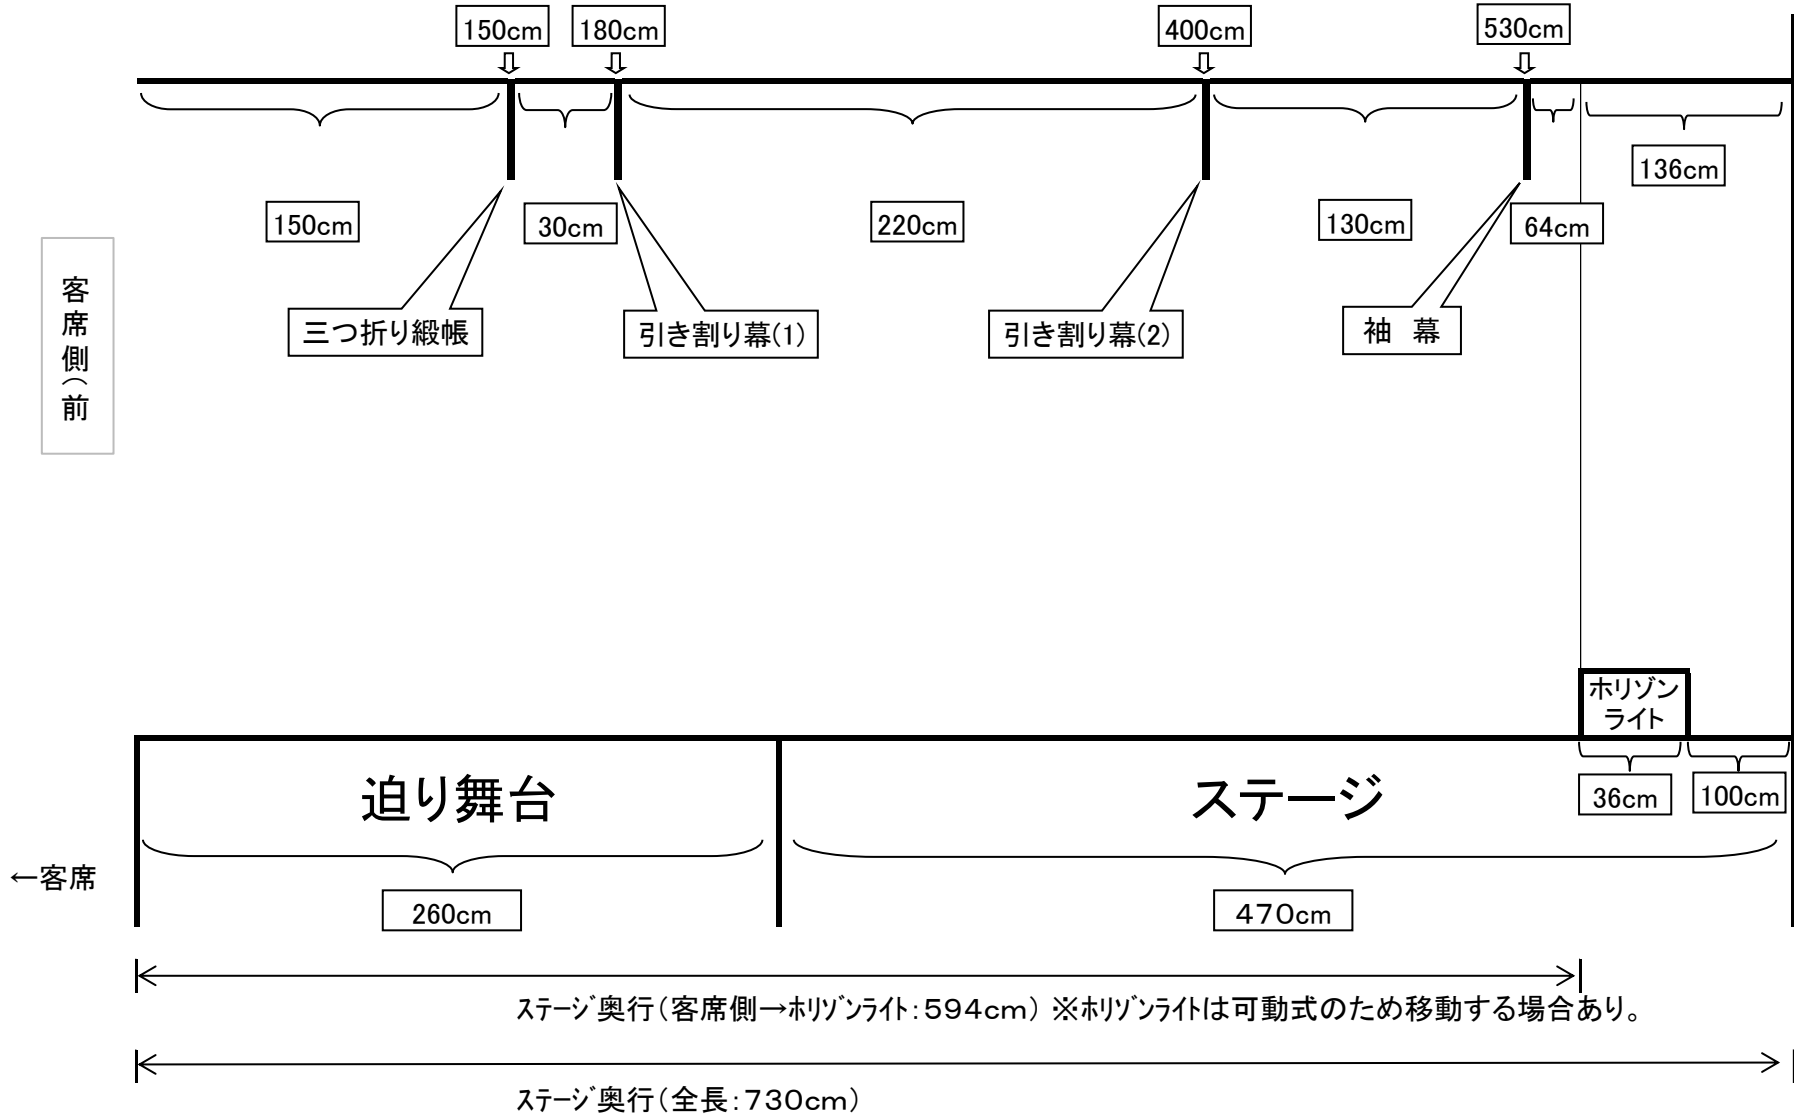 150cm
180cm
400cm
530cm
136cm
150cm
30cm
220cm
130cm
64cm
客席側(前
三つ折り緞帳
引き割り幕(1)
引き割り幕(2)
袖　幕
ホリゾン
ライト
迫り舞台
ステージ
36cm
100cm
←客席
260cm
470cm
ｽﾃｰｼﾞ奥行(客席側→ﾎﾘｿﾞﾝﾗｲﾄ:594cm) ※ﾎﾘｿﾞﾝﾗｲﾄは可動式のため移動する場合あり。
ｽﾃｰｼﾞ奥行(全長:730cm)